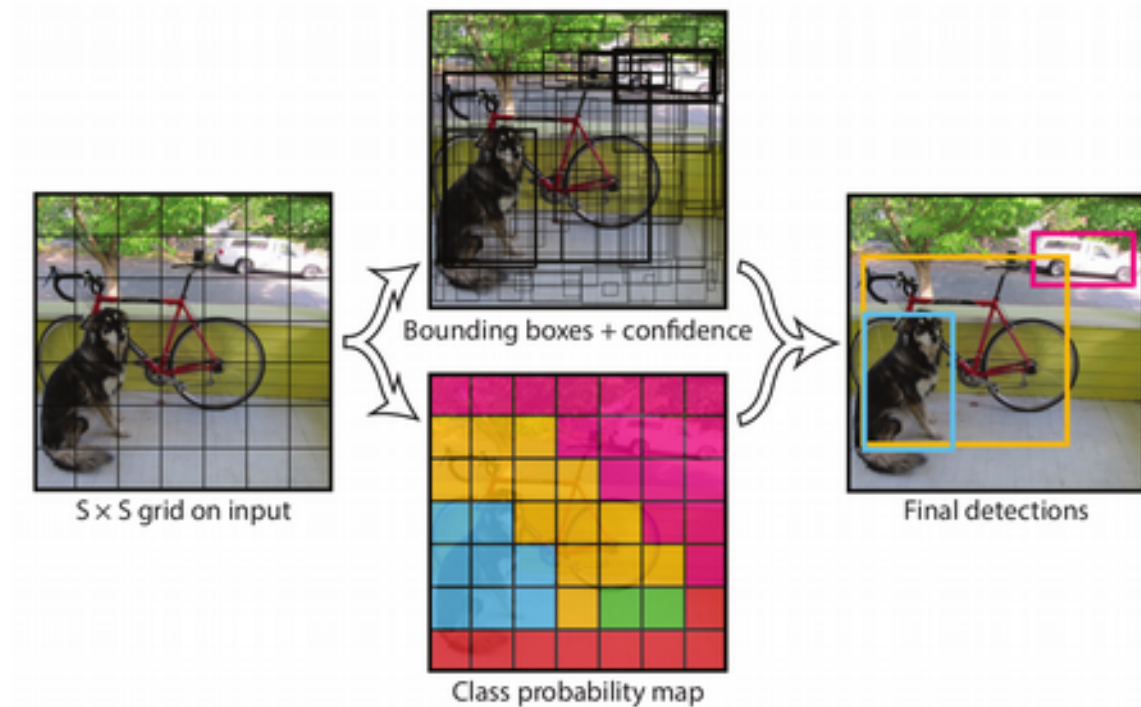 Bounding boxes + confidence
S × S grid on input
Final detections
Class probability map